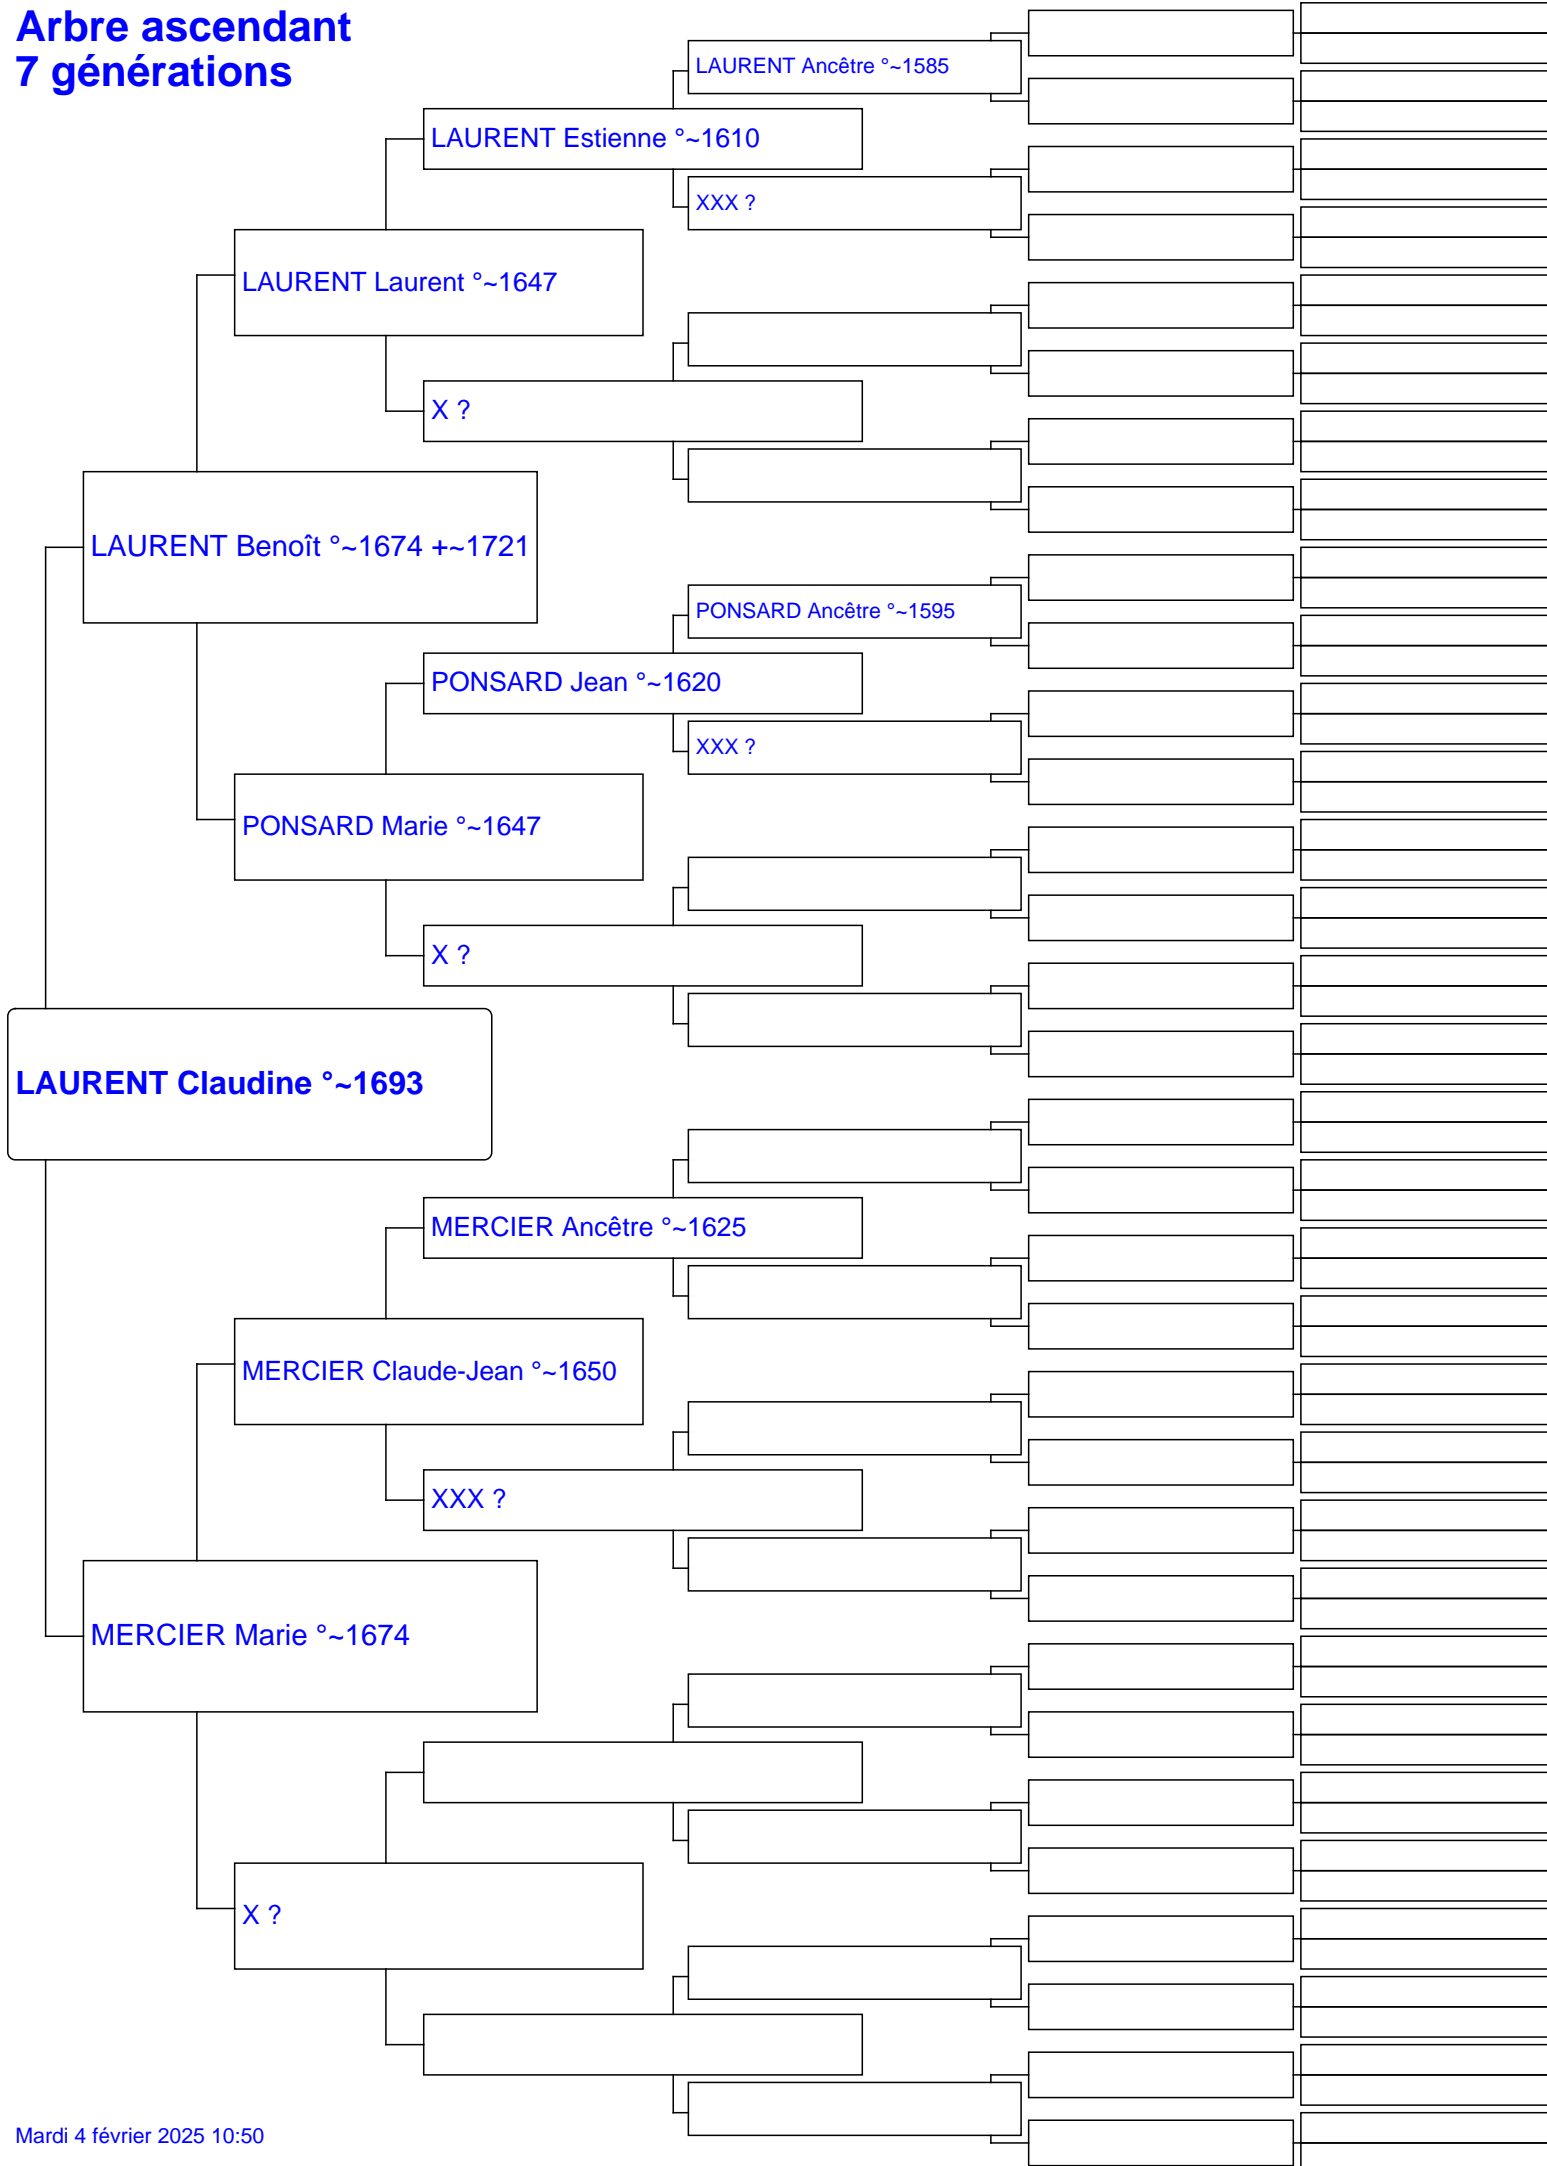 Arbre ascendant
7 générations
LAURENT Ancêtre °~1585
LAURENT Estienne °~1610
XXX ?
LAURENT Laurent °~1647
X ?
LAURENT Benoît °~1674 +~1721
PONSARD Ancêtre °~1595
PONSARD Jean °~1620
XXX ?
PONSARD Marie °~1647
X ?
LAURENT Claudine °~1693
MERCIER Ancêtre °~1625
MERCIER Claude-Jean °~1650
XXX ?
MERCIER Marie °~1674
X ?
Mardi 4 février 2025 10:50